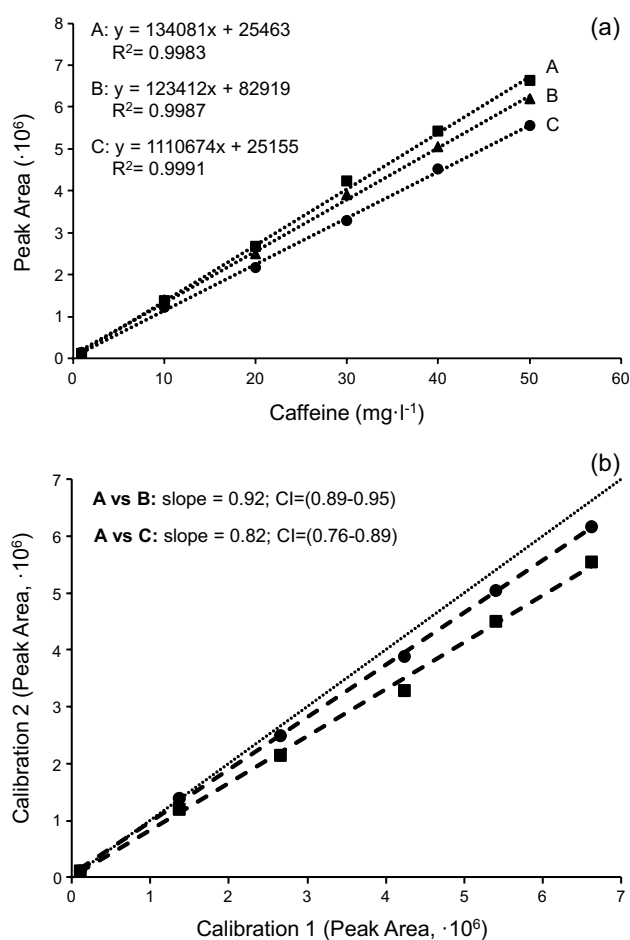 (a)
A: y = 134081x + 25463
R²= 0.9983
B: y = 123412x + 82919
R²= 0.9987
C: y = 1110674x + 25155
R²= 0.9991
A
B
C
Peak Area (·10⁶)
8
7
6
5
4
3
2
1
0
0 10 20 30 40 50 60
Caffeine (mg·l⁻¹)
(b)
A vs B: slope = 0.92; CI=(0.89-0.95)
A vs C: slope = 0.82; CI=(0.76-0.89)
Calibration 2 (Peak Area, ·10⁶)
7
6
5
4
3
2
1
0
0 1 2 3 4 5 6 7
Calibration 1 (Peak Area, ·10⁶)